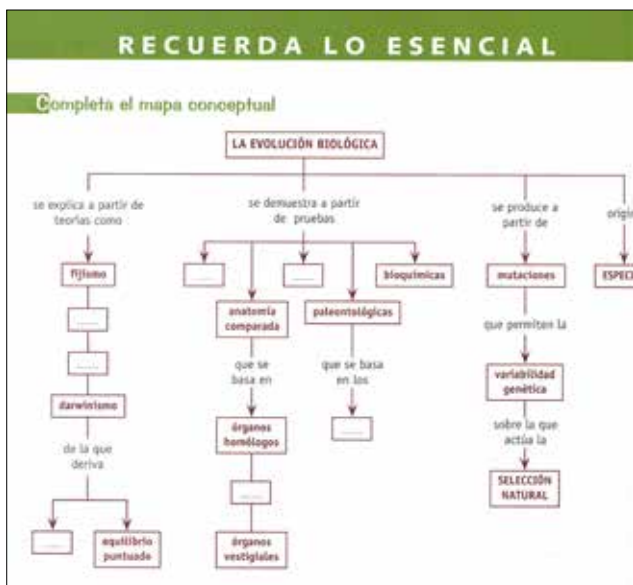 RECUERDA LO ESENCIAL
Completa el mapa conceptual
LA EVOLUCIÓN BIOLÓGICA
se explica a partir de
teorías como
se demuestra a partir
de pruebas
se produce a
partir de
origin
fijismo
......
......
bioquímicas
mutaciones
ESPECI
......
anatomía
comparada
paleontológicas
que permiten la
......
que se
basa en
que se basa
en los
variabilidad
genética
darwinismo
órganos
homólogos
......
sobre la que
actúa la
de la que
deriva
......
SELECCIÓN
NATURAL
......
equilibrio
puntuado
órganos
vestigiales